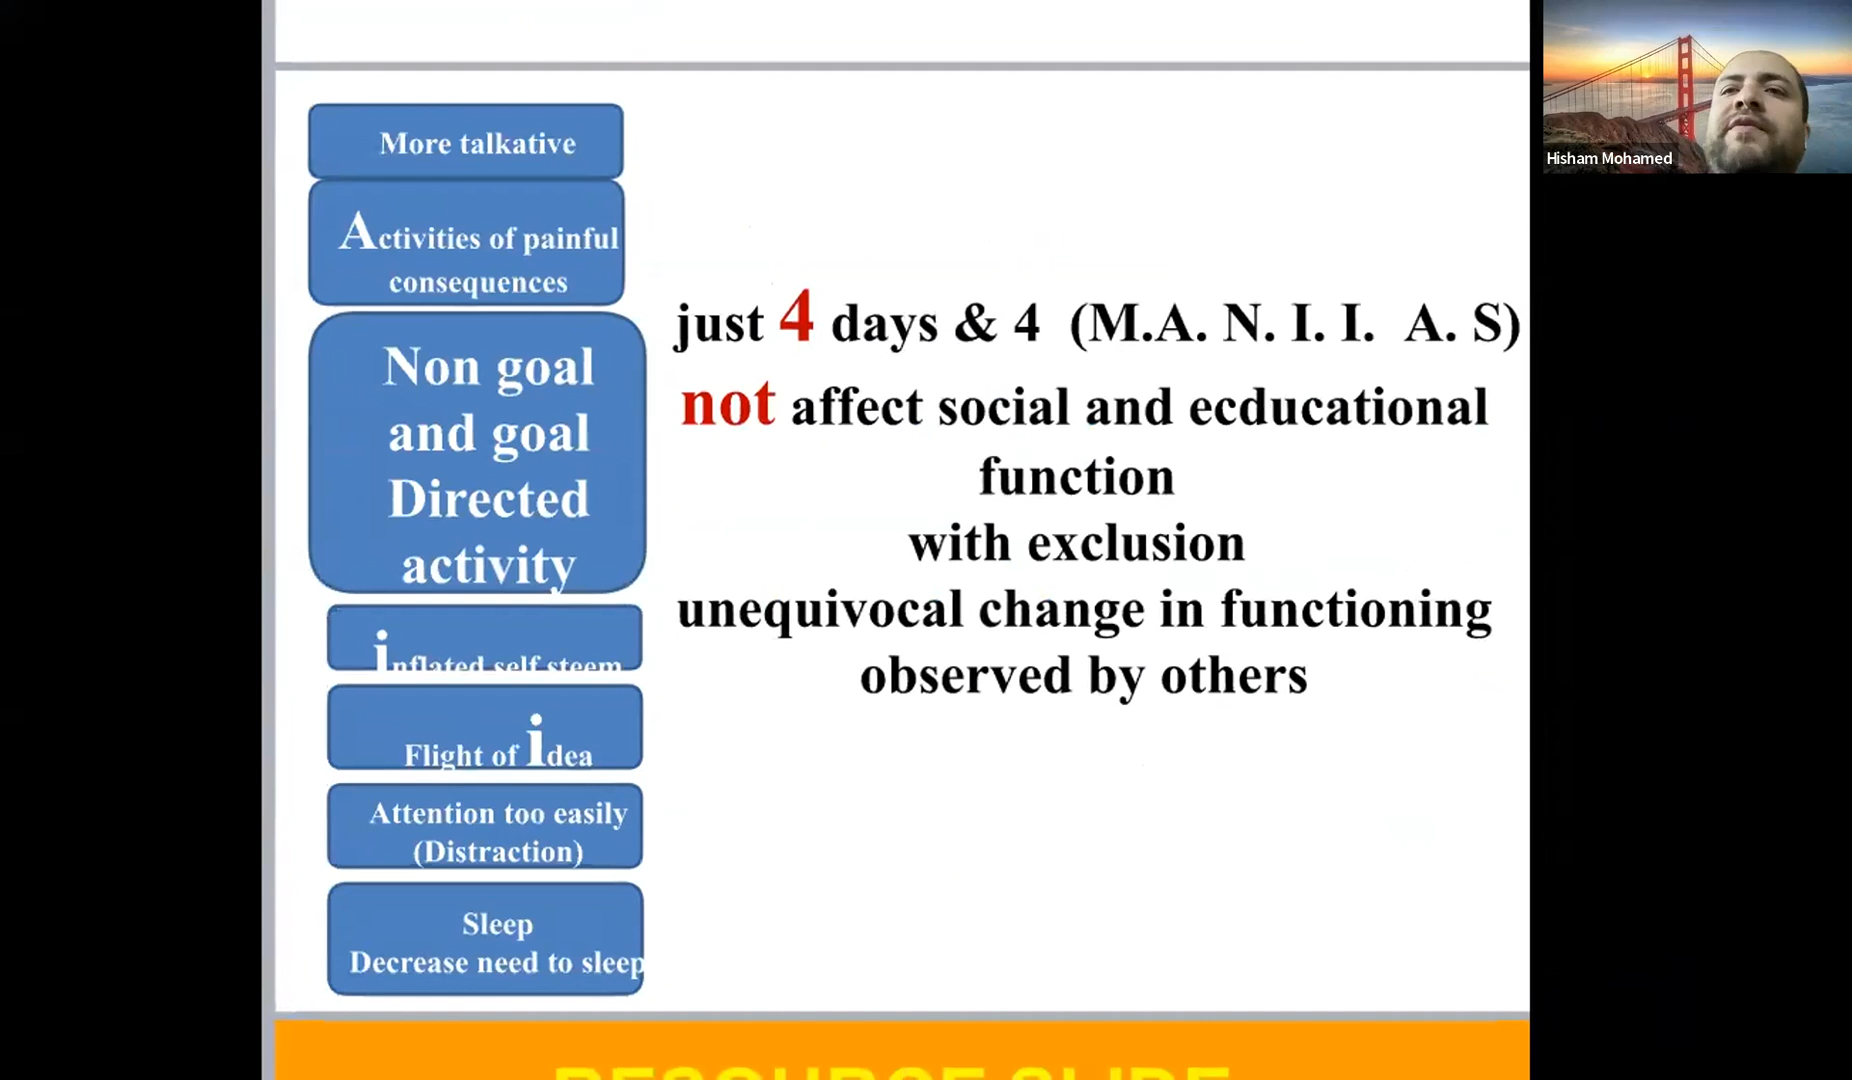 More talkative
Activities of painful
consequences
Non goal
and goal
Directed
activity
inflated self steem
Flight of idea
Attention too easily
(Distraction)
Sleep
Decrease need to sleep
just 4 days & 4 (M.A. N. I. I. A. S)
not affect social and ecducational
function
with exclusion
unequivocal change in functioning
observed by others
RESOURCE SLIDE
Hisham Mohamed